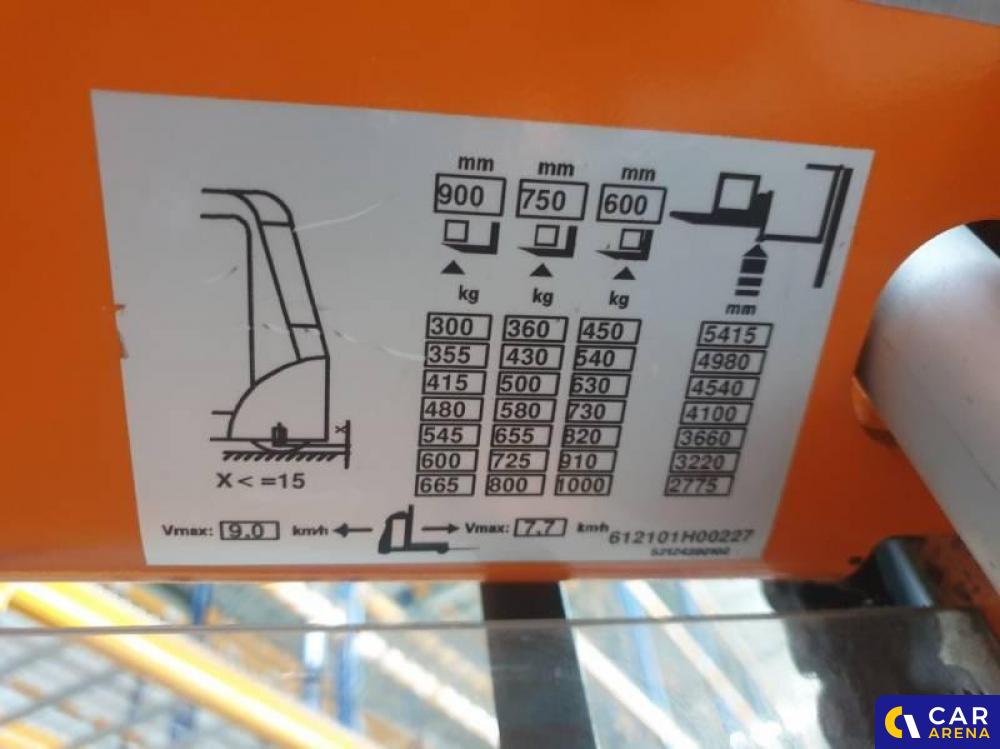 mm mm mm
900 750 600
kg kg kg mm
300 360 450 5415
355 430 540 4980
415 500 630 4540
480 580 730 4100
545 655 820 3660
600 725 910 3220
665 800 1000 2775
X
X < =15
Vmax: 9.0 km/h Vmax: 7.7 km/h
612101H00227
CAR
ARENA